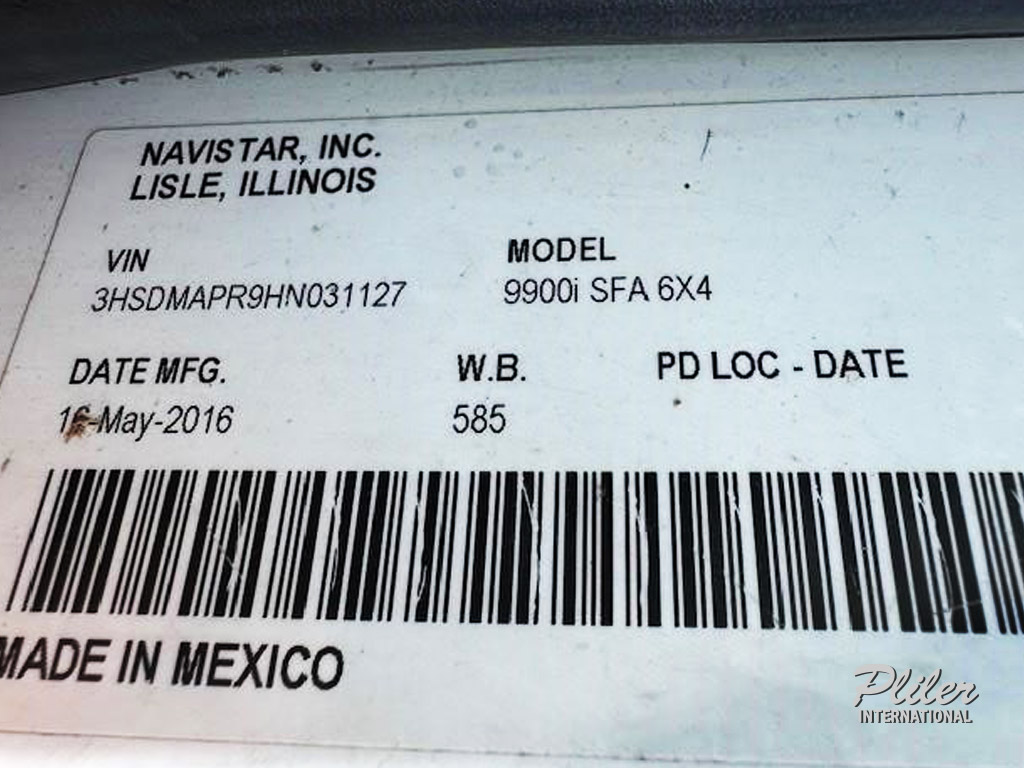 NAVISTAR, INC.
LISLE, ILLINOIS
VIN
MODEL
3HSDMAPR9HN031127
9900i SFA 6X4
DATE MFG.
W.B.
PD LOC - DATE
-May-2016
585
MADE IN MEXICO
Pliler
INTERNATIONAL